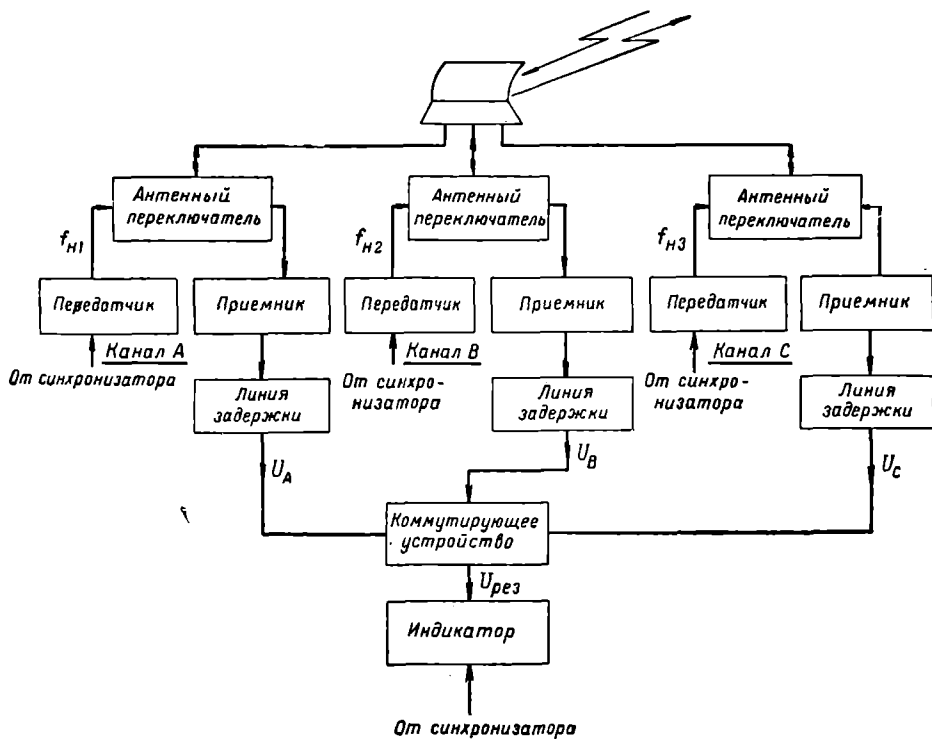 Антенный
переключатель
Антенный
переключатель
Антенный
переключатель
fн1
fн2
fн3
Передатчик
Приемник
Передатчик
Приемник
Передатчик
Приемник
Канал А
Канал В
Канал С
От синхронизатора
От синхро-
низатора
От синхро-
низатора
Линия
задержки
Линия
задержки
Линия
задержки
UA
UB
UC
Коммутирующее
устройство
Uрез
Индикатор
От синхронизатора